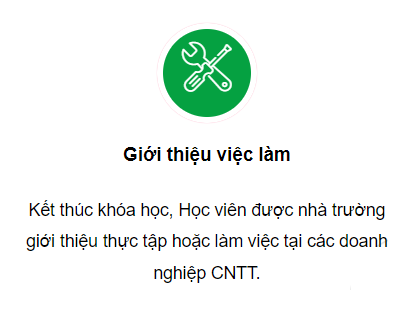 Giới thiệu việc làm
Kết thúc khóa học, Học viên được nhà trường
giới thiệu thực tập hoặc làm việc tại các doanh
nghiệp CNTT.